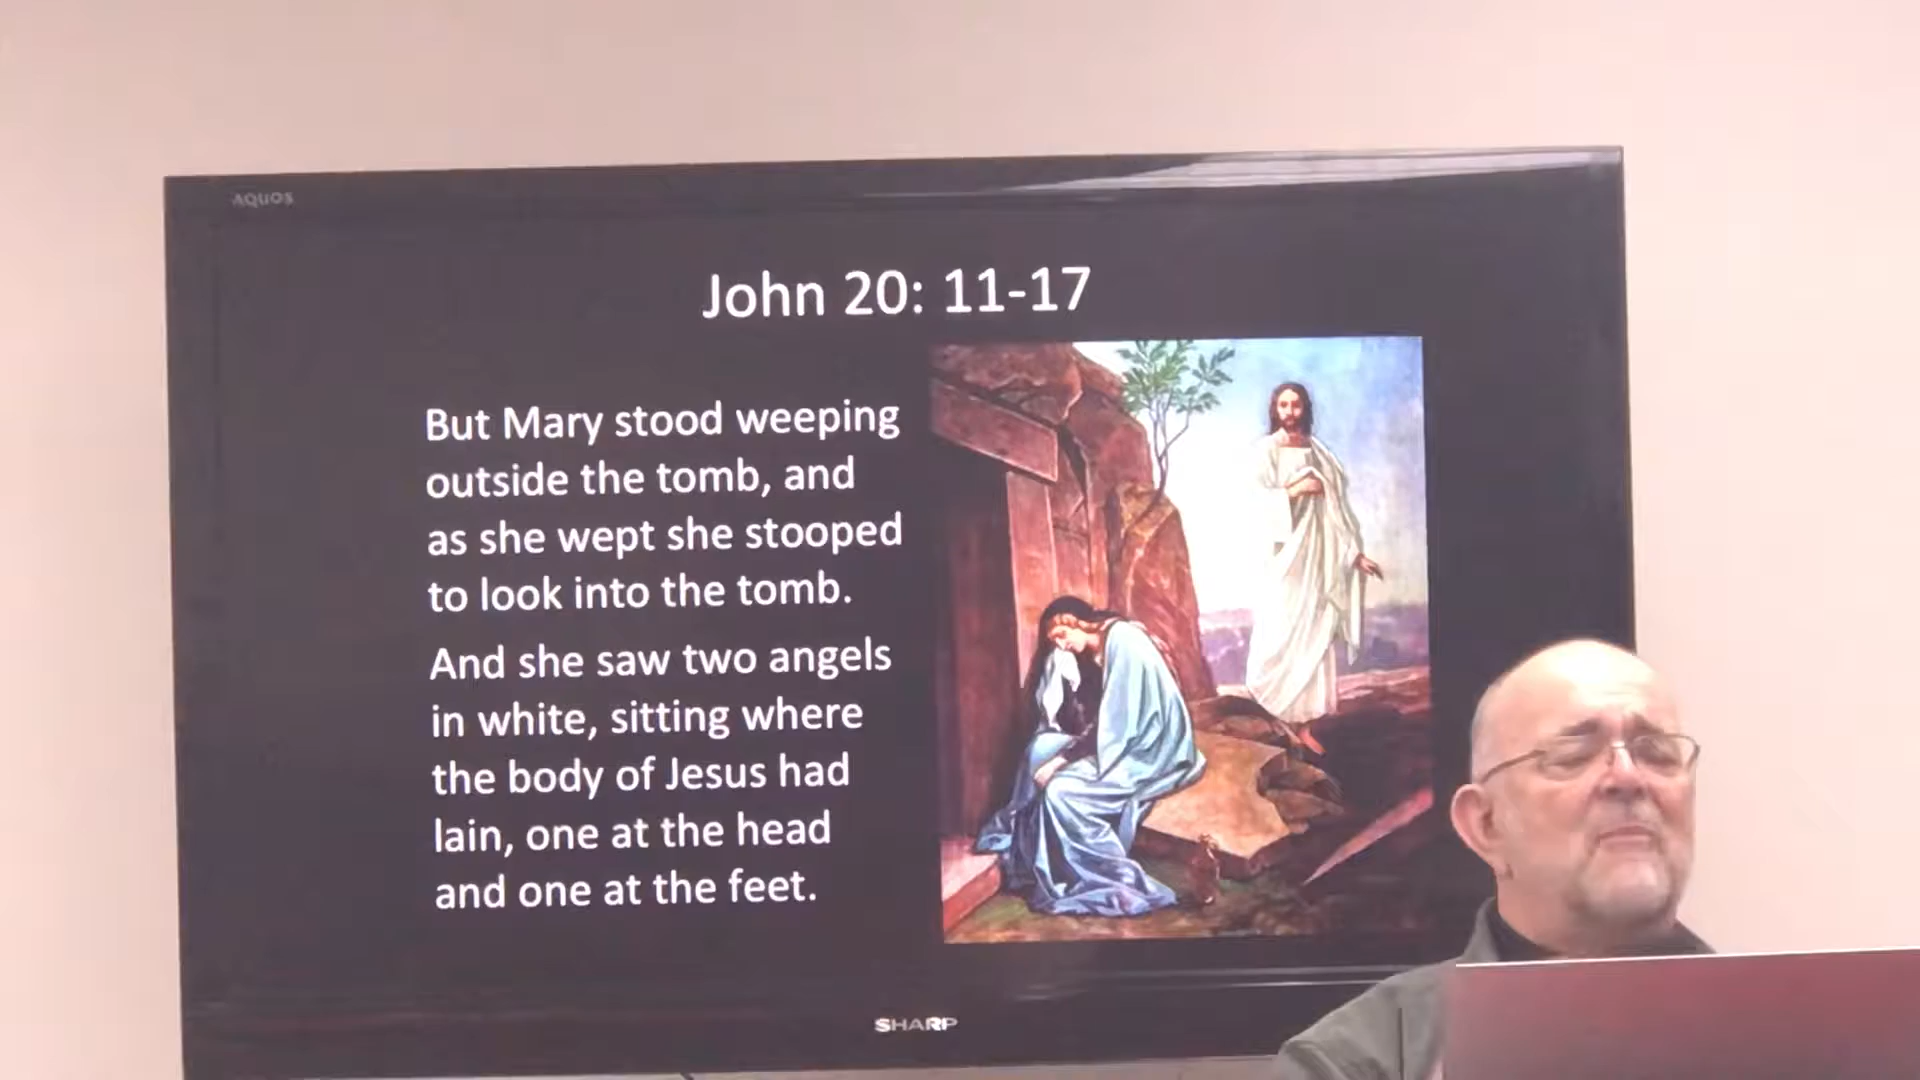 AQUOS
John 20: 11-17
But Mary stood weeping
outside the tomb, and
as she wept she stooped
to look into the tomb.
And she saw two angels
in white, sitting where
the body of Jesus had
lain, one at the head
and one at the feet.
SHARP